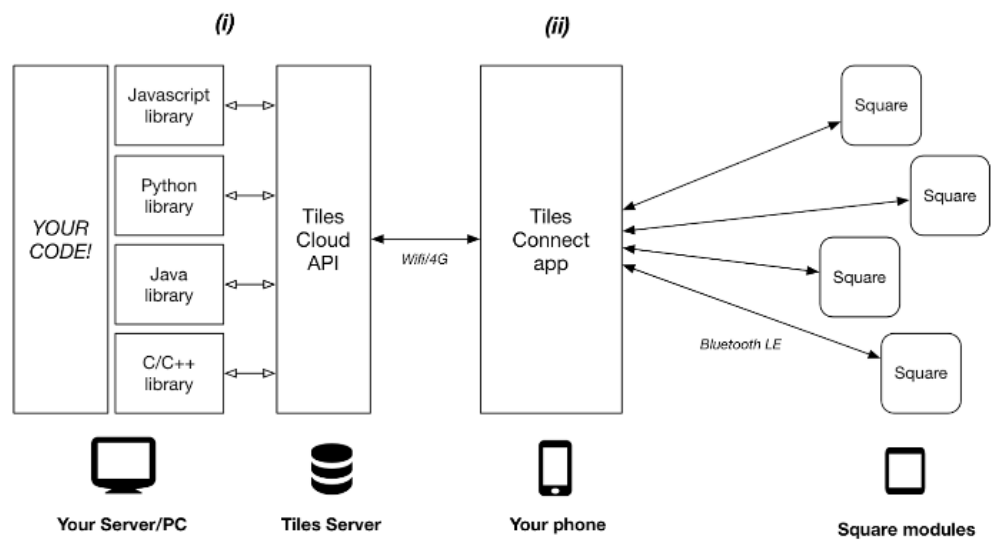 (i)
(ii)
YOUR
CODE!
Javascript
library
Python
library
Java
library
C/C++
library
Tiles
Cloud
API
Wifi/4G
Tiles
Connect
app
Square
Square
Square
Square
Bluetooth LE
Your Server/PC
Tiles Server
Your phone
Square modules